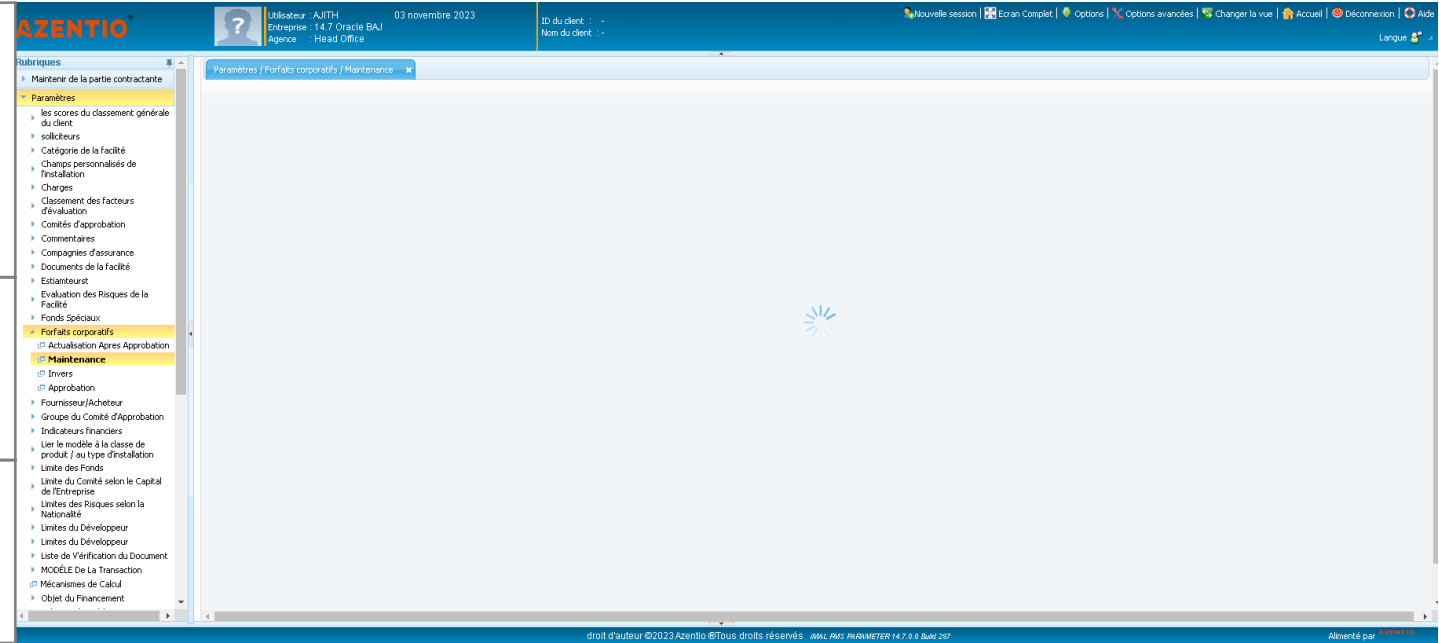 AZENTIO™
Utilisateur : AJITH 03 novembre 2023
Entreprise : 14.7 Oracle BAJ
Agence : Head Office
ID du client : -
Nom du client : -
Nouvelle session | Ecran Complet | Options | Options avancées | Changer la vue | Accueil | Déconnexion | Aide
Langue
Rubriques
Maintenir de la partie contractante
Paramètres
les scores du classement générale
du client
solliciteurs
Catégorie de la facilité
Champs personnalisés de
l'installation
Charges
Classement des facteurs
d'évaluation
Comités d'approbation
Commentaires
Compagnies d'assurance
Documents de la facilité
Estiamteurst
Evaluation des Risques de la
Facilité
Fonds Spéciaux
Forfaits corporatifs
Actualisation Apres Approbation
Maintenance
Invers
Approbation
Fournisseur/Acheteur
Groupe du Comité d'Approbation
Indicateurs financiers
Lier le modèle à la classe de
produit / au type d'installation
Limite des Fonds
Limite du Comité selon le Capital
de l'Entreprise
Limites des Risques selon la
Nationalité
Limites du Développeur
Limites du Développeur
Liste de Vérification du Document
MODÈLE De La Transaction
Mécanismes de Calcul
Objet du Financement
Paramètres / Forfaits corporatifs / Maintenance
droit d'auteur ©2023 Azentio ®Tous droits réservés IMAL FMS PARAMETER 14.7.0.0 Build 287
Alimenté par AZENTIO